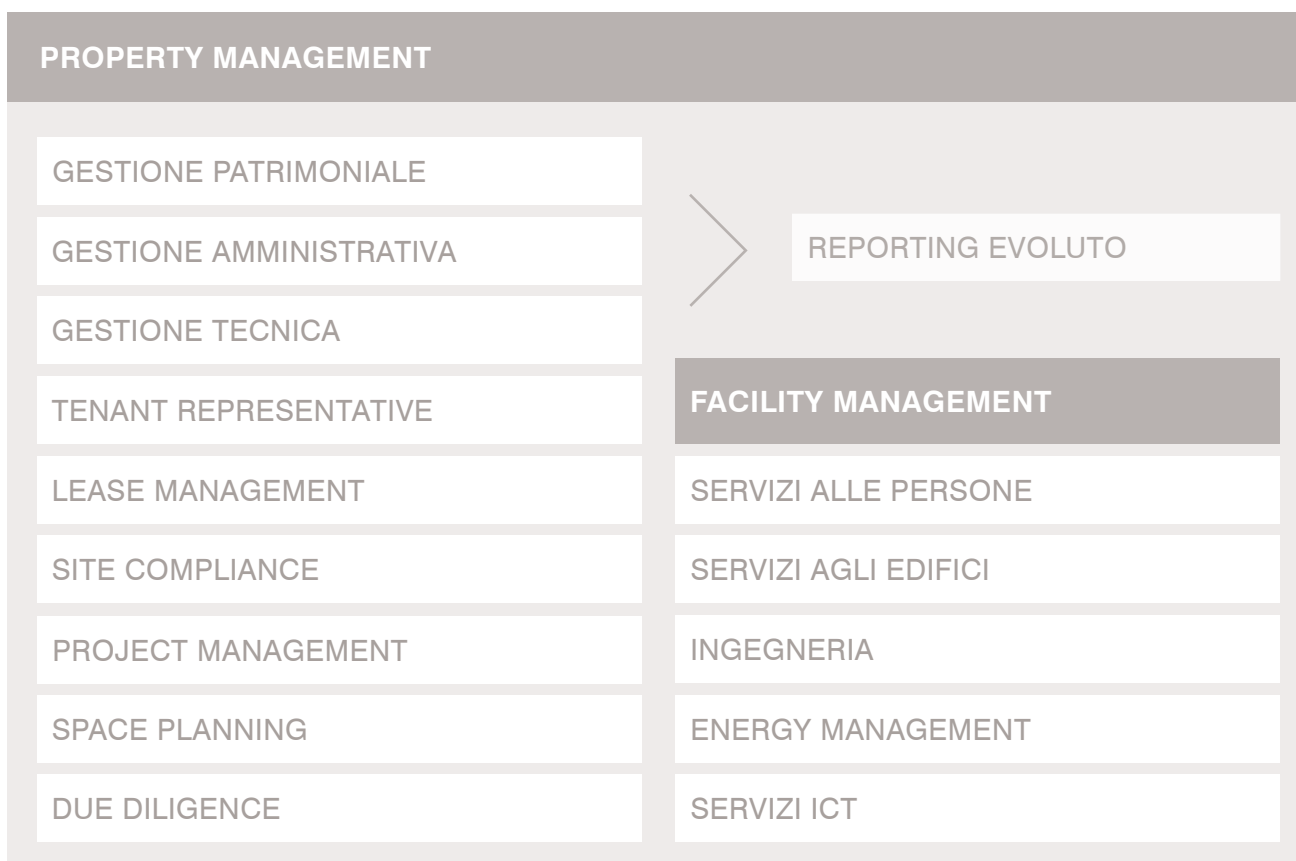 PROPERTY MANAGEMENT
GESTIONE PATRIMONIALE
GESTIONE AMMINISTRATIVA
GESTIONE TECNICA
TENANT REPRESENTATIVE
LEASE MANAGEMENT
SITE COMPLIANCE
PROJECT MANAGEMENT
SPACE PLANNING
DUE DILIGENCE
REPORTING EVOLUTO
FACILITY MANAGEMENT
SERVIZI ALLE PERSONE
SERVIZI AGLI EDIFICI
INGEGNERIA
ENERGY MANAGEMENT
SERVIZI ICT